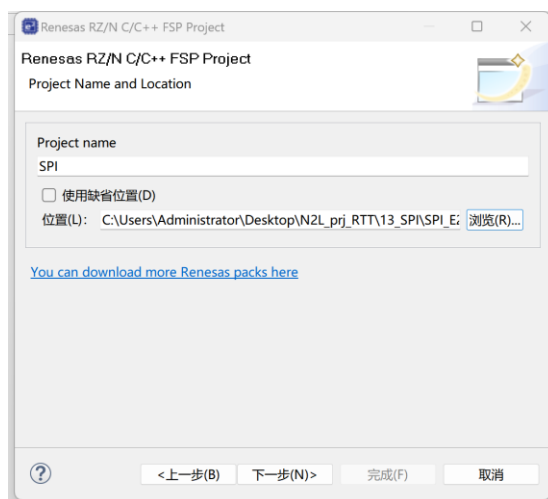 Renesas RZ/N C/C++ FSP Project
Renesas RZ/N C/C++ FSP Project
Project Name and Location
Project name
SPI
使用缺省位置(D)
位置(L): C:\Users\Administrator\Desktop\N2L_prj_RTT\13_SPI\SPI_E2 浏览(R)...
You can download more Renesas packs here
? <上一步(B) 下一步(N)> 完成(F) 取消